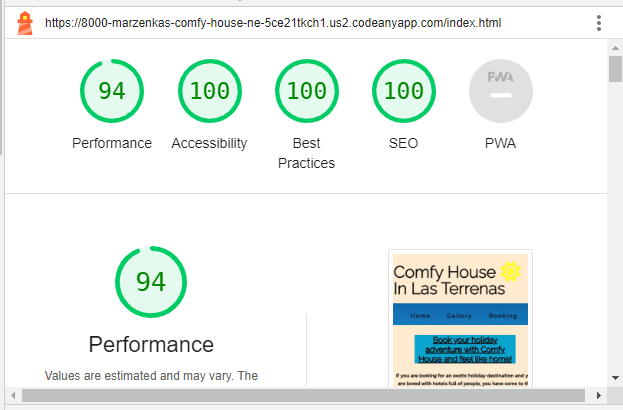 https://8000-marzenkas-comfy-house-ne-5ce21tkch1.us2.codeanyapp.com/index.html
94 100 100 100 PWA
Performance Accessibility Best Practices SEO PWA
94
Performance
Values are estimated and may vary. The
Comfy House
In Las Terrenas
Home Gallery Booking
Book your holiday
adventure with Comfy
House and feel like home!
If you are looking for an exotic holiday destination and y
are bored with hotels full of people, you have come to th